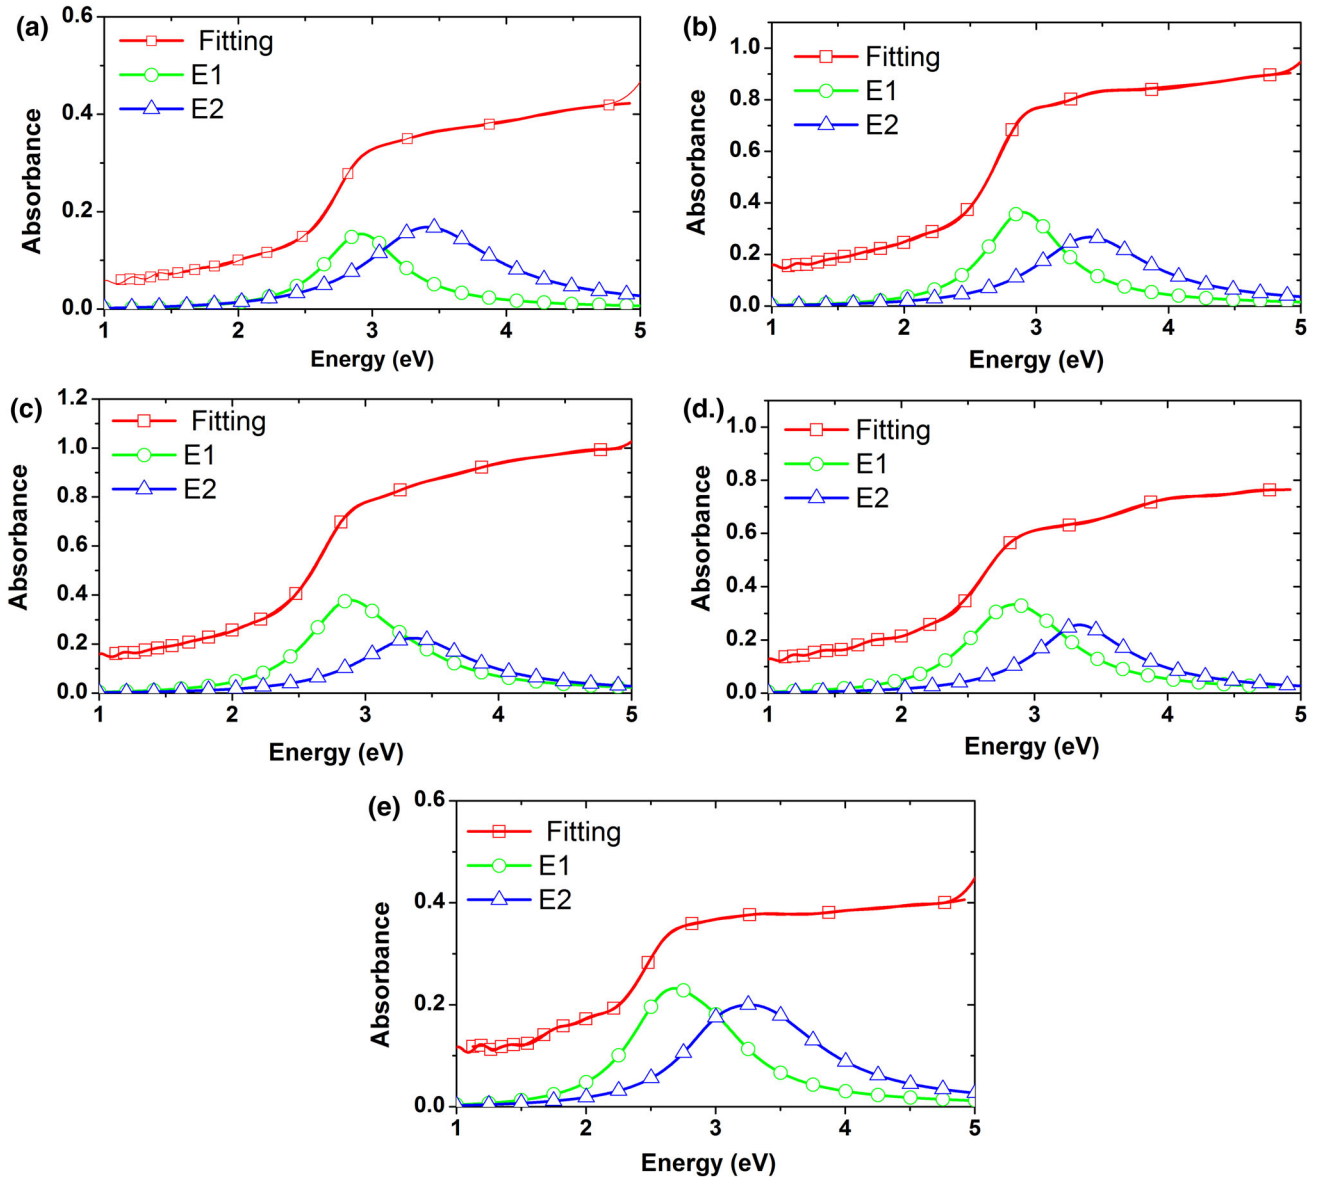 (a)
0.6
0.4
0.2
0.0
Absorbance
Fitting
E1
E2
1 2 3 4 5
Energy (eV)
(b)
1.0
0.8
0.6
0.4
0.2
0.0
Absorbance
Fitting
E1
E2
1 2 3 4 5
Energy (eV)
(c)
1.2
1.0
0.8
0.6
0.4
0.2
0.0
Absorbance
Fitting
E1
E2
1 2 3 4 5
Energy (eV)
(d.)
1.0
0.8
0.6
0.4
0.2
0.0
Absorbance
Fitting
E1
E2
1 2 3 4 5
Energy (eV)
(e)
0.6
0.4
0.2
0.0
Absorbance
Fitting
E1
E2
1 2 3 4 5
Energy (eV)